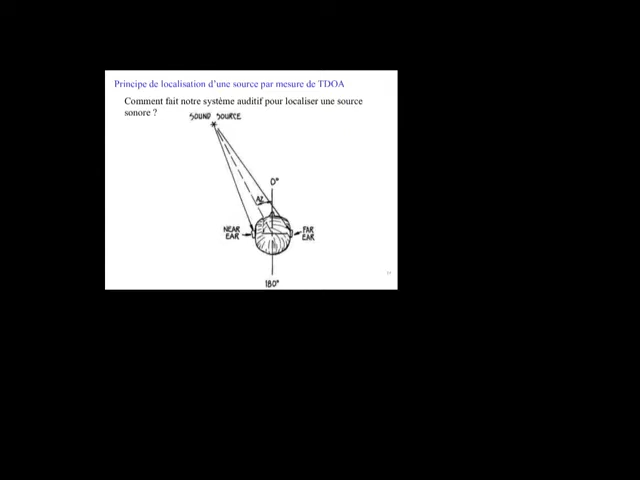 Principe de localisation d'une source par mesure de TDOA
Comment fait notre système auditif pour localiser une source
sonore ?
SOUND SOURCE
0°
AZ
NEAR
EAR
FAR
EAR
180°